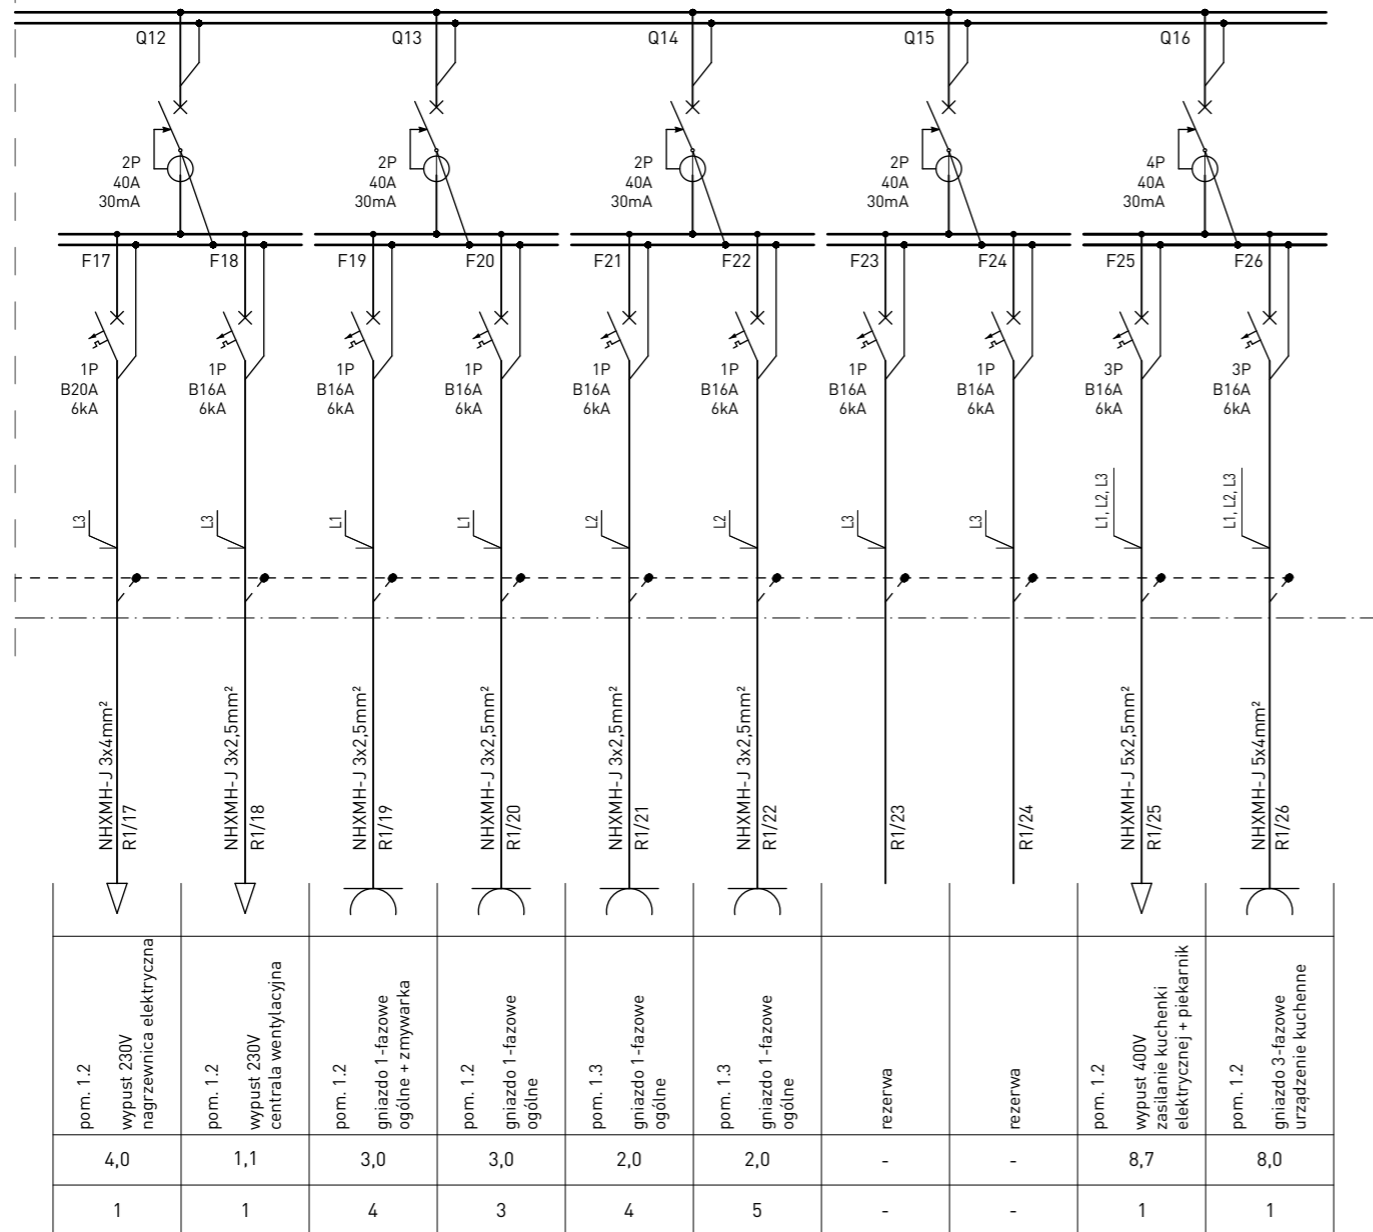 Q12 Q13 Q14 Q15 Q16
2P 2P 2P 2P 4P
40A 40A 40A 40A 40A
30mA 30mA 30mA 30mA 30mA
F17 F18 F19 F20 F21 F22 F23 F24 F25 F26
1P 1P 1P 1P 1P 1P 1P 1P 3P 3P
B20A B16A B16A B16A B16A B16A B16A B16A B16A B16A
6kA 6kA 6kA 6kA 6kA 6kA 6kA 6kA 6kA 6kA
L3 L3 L1 L1 L2 L2 L3 L3 L1, L2, L3 L1, L2, L3
NHXMH-J 3x4mm²
R1/17
NHXMH-J 3x2,5mm²
R1/18
NHXMH-J 3x2,5mm²
R1/19
NHXMH-J 3x2,5mm²
R1/20
NHXMH-J 3x2,5mm²
R1/21
NHXMH-J 3x2,5mm²
R1/22
R1/23
R1/24
NHXMH-J 5x2,5mm²
R1/25
NHXMH-J 5x4mm²
R1/26
pom. 1.2
wypust 230V
nagrzewnica elektryczna
pom. 1.2
wypust 230V
centrala wentylacyjna
pom. 1.2
gniazdo 1-fazowe
ogólne + zmywarka
pom. 1.2
gniazdo 1-fazowe
ogólne
pom. 1.3
gniazdo 1-fazowe
ogólne
pom. 1.3
gniazdo 1-fazowe
ogólne
rezerwa
rezerwa
pom. 1.2
wypust 400V
zasilanie kuchenki
elektrycznej + piekarnik
pom. 1.2
gniazdo 3-fazowe
urządzenie kuchenne
4,0 1,1 3,0 3,0 2,0 2,0 - - 8,7 8,0
1 1 4 3 4 5 - - 1 1